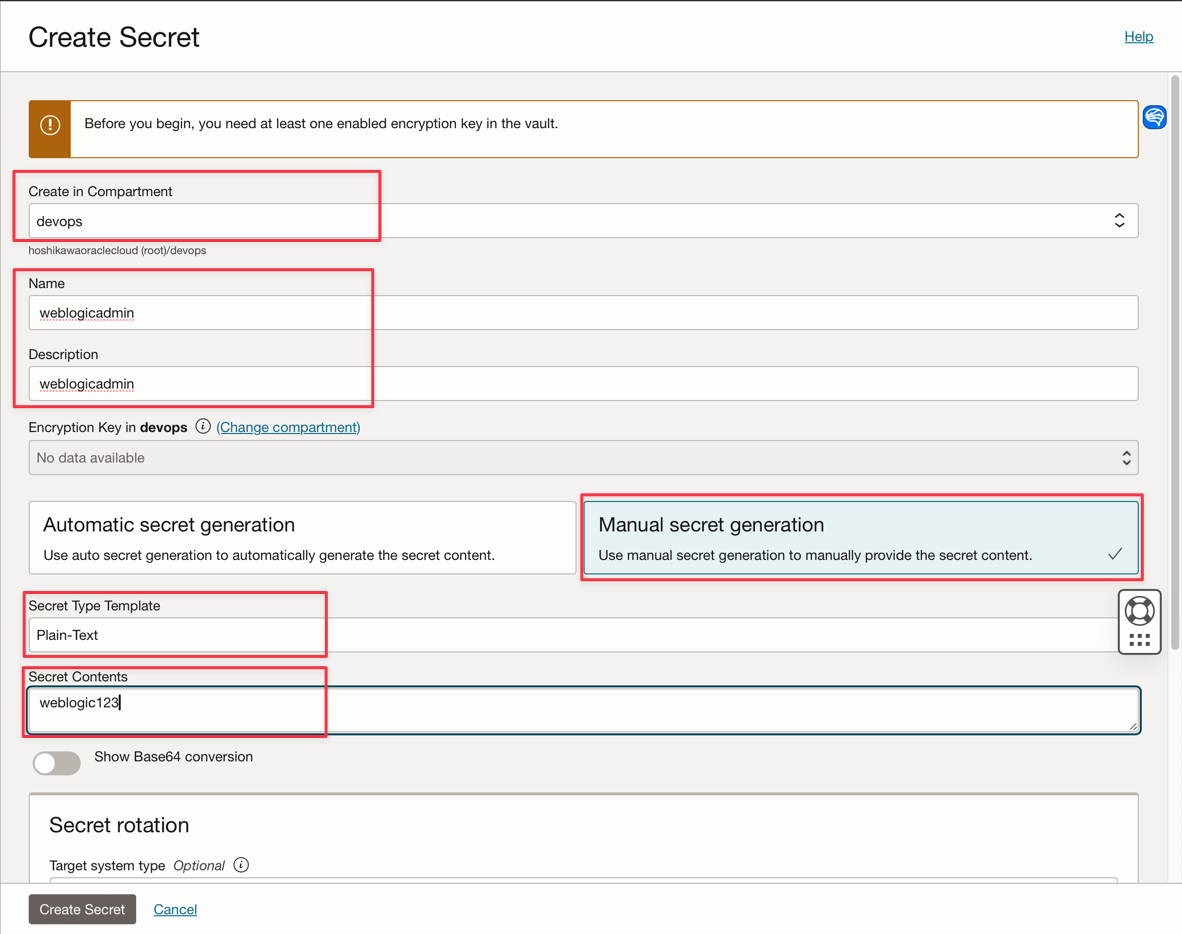 Create Secret
Help
Before you begin, you need at least one enabled encryption key in the vault.
Create in Compartment
devops
hoshikawaoraclecloud (root)/devops
Name
weblogicadmin
Description
weblogicadmin
Encryption Key in devops (Change compartment)
No data available
Automatic secret generation
Use auto secret generation to automatically generate the secret content.
Manual secret generation
Use manual secret generation to manually provide the secret content.
Secret Type Template
Plain-Text
Secret Contents
weblogic123
Show Base64 conversion
Secret rotation
Target system type Optional
Create Secret
Cancel